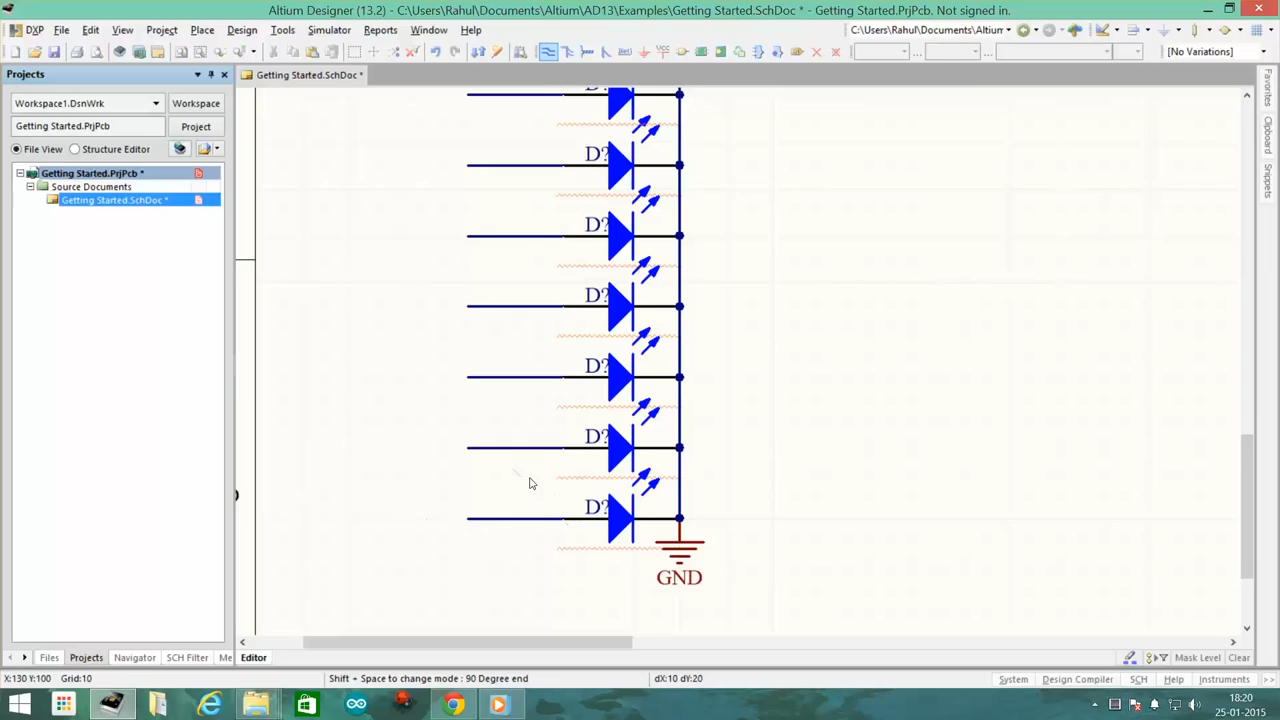 Altium Designer (13.2) - C:\Users\Rahul\Documents\Altium\AD13\Examples\Getting Started.SchDoc * - Getting Started.PrjPcb. Not signed in.
DXP File Edit View Project Place Design Tools Simulator Reports Window Help C:\Users\Rahul\Documents\Altium
[No Variations]
Projects
Getting Started.SchDoc *
Workspace1.DsnWrk Workspace
Getting Started.PrjPcb Project
File View Structure Editor
Getting Started.PrjPcb *
Source Documents
Getting Started.SchDoc *
Favorites
Clipboard
Snippets
D?
D?
D?
D?
D?
D?
D?
GND
Files Projects Navigator SCH Filter Me Editor Mask Level Clear
X:130 Y:100 Grid:10 Shift + Space to change mode : 90 Degree end dX:10 dY:20 System Design Compiler SCH Help Instruments >>
18:20
25-01-2015